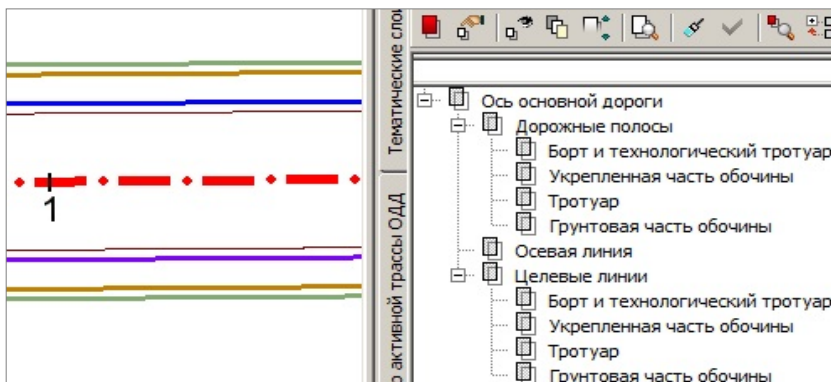 1
Тематические сло
о активной трассы ОДД
Ось основной дороги
Дорожные полосы
Борт и технологический тротуар
Укрепленная часть обочины
Тротуар
Грунтовая часть обочины
Осевая линия
Целевые линии
Борт и технологический тротуар
Укрепленная часть обочины
Тротуар
Грунтовая часть обочины